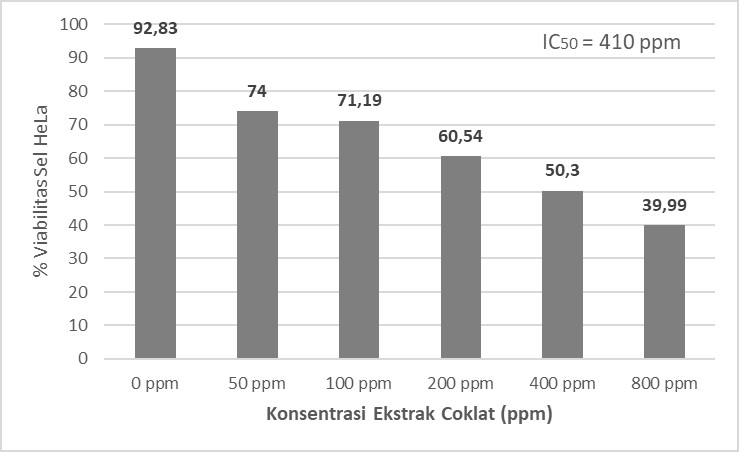 IC50 = 410 ppm
% Viabilitas Sel HeLa
100
90
80
70
60
50
40
30
20
10
0
92,83
74
71,19
60,54
50,3
39,99
0 ppm
50 ppm
100 ppm
200 ppm
400 ppm
800 ppm
Konsentrasi Ekstrak Coklat (ppm)